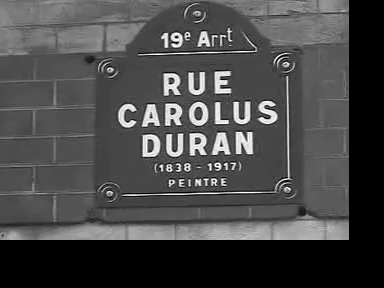 19e Arrt
RUE
CAROLUS
DURAN
(1838 - 1917)
PEINTRE